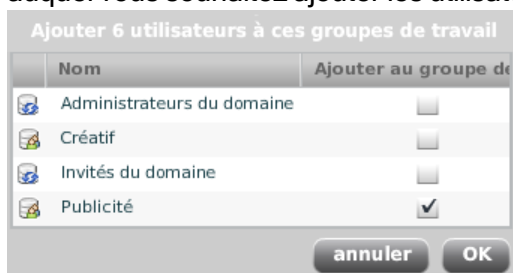 Ajouter 6 utilisateurs à ces groupes de travail
Nom Ajouter au groupe de
Administrateurs du domaine
Créatif
Invités du domaine
Publicité
annuler OK